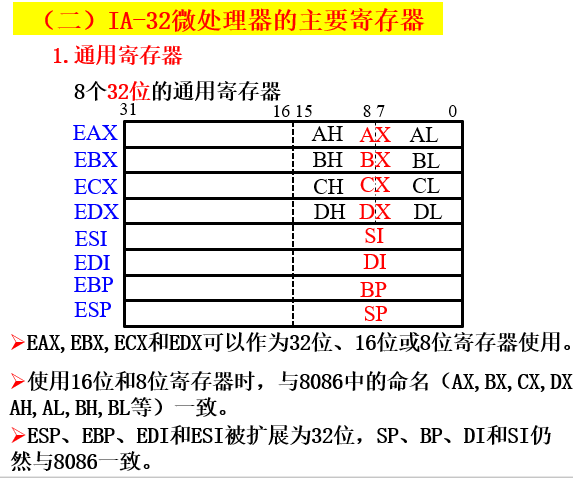 （二）IA-32微处理器的主要寄存器
1.通用寄存器
8个32位的通用寄存器
31 16 15 8 7 0
EAX AH AX AL
EBX BH BX BL
ECX CH CX CL
EDX DH DX DL
ESI SI
EDI DI
EBP BP
ESP SP
➢EAX,EBX,ECX和EDX可以作为32位、16位或8位寄存器使用。
➢使用16位和8位寄存器时，与8086中的命名（AX,BX,CX,DX
AH,AL,BH,BL等）一致。
➢ESP、EBP、EDI和ESI被扩展为32位，SP、BP、DI和SI仍
然与8086一致。